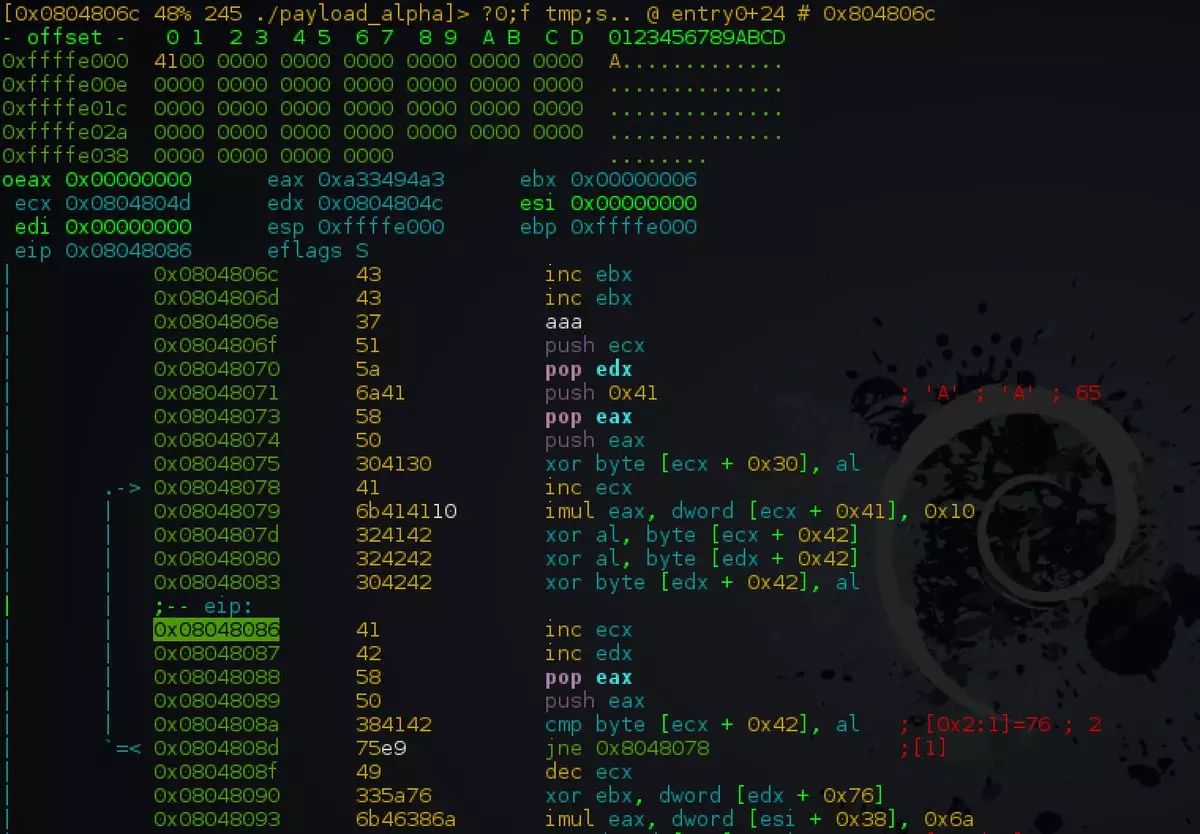 [0x0804806c 48% 245 ./payload_alpha]> ?0;f tmp;s.. @ entry0+24 # 0x804806c
- offset -   0 1  2 3  4 5  6 7  8 9  A B  C D  0123456789ABCD
0xffffe000  4100 0000 0000 0000 0000 0000 0000  A.............
0xffffe00e  0000 0000 0000 0000 0000 0000 0000  ..............
0xffffe01c  0000 0000 0000 0000 0000 0000 0000  ..............
0xffffe02a  0000 0000 0000 0000 0000 0000 0000  ..............
0xffffe038  0000 0000 0000 0000                 ........
oeax 0x00000000      eax 0xa33494a3      ebx 0x00000006
 ecx 0x0804804d      edx 0x0804804c      esi 0x00000000
 edi 0x00000000      esp 0xffffe000      ebp 0xffffe000
 eip 0x08048086      eflags S
|           0x0804806c      43             inc ebx
|           0x0804806d      43             inc ebx
|           0x0804806e      37             aaa
|           0x0804806f      51             push ecx
|           0x08048070      5a             pop edx
|           0x08048071      6a41           push 0x41                   ; 'A' ; 'A' ; 65
|           0x08048073      58             pop eax
|           0x08048074      50             push eax
|           0x08048075      304130         xor byte [ecx + 0x30], al
|       .-> 0x08048078      41             inc ecx
|       |   0x08048079      6b414110       imul eax, dword [ecx + 0x41], 0x10
|       |   0x0804807d      324142         xor al, byte [ecx + 0x42]
|       |   0x08048080      324242         xor al, byte [edx + 0x42]
|       |   0x08048083      304242         xor byte [edx + 0x42], al
|       |   ;-- eip:
|       |   0x08048086      41             inc ecx
|       |   0x08048087      42             inc edx
|       |   0x08048088      58             pop eax
|       |   0x08048089      50             push eax
|       |   0x0804808a      384142         cmp byte [ecx + 0x42], al   ; [0x2:1]=76 ; 2
|       `=< 0x0804808d      75e9           jne 0x8048078               ;[1]
|           0x0804808f      49             dec ecx
|           0x08048090      335a76         xor ebx, dword [edx + 0x76]
|           0x08048093      6b46386a       imul eax, dword [esi + 0x38], 0x6a